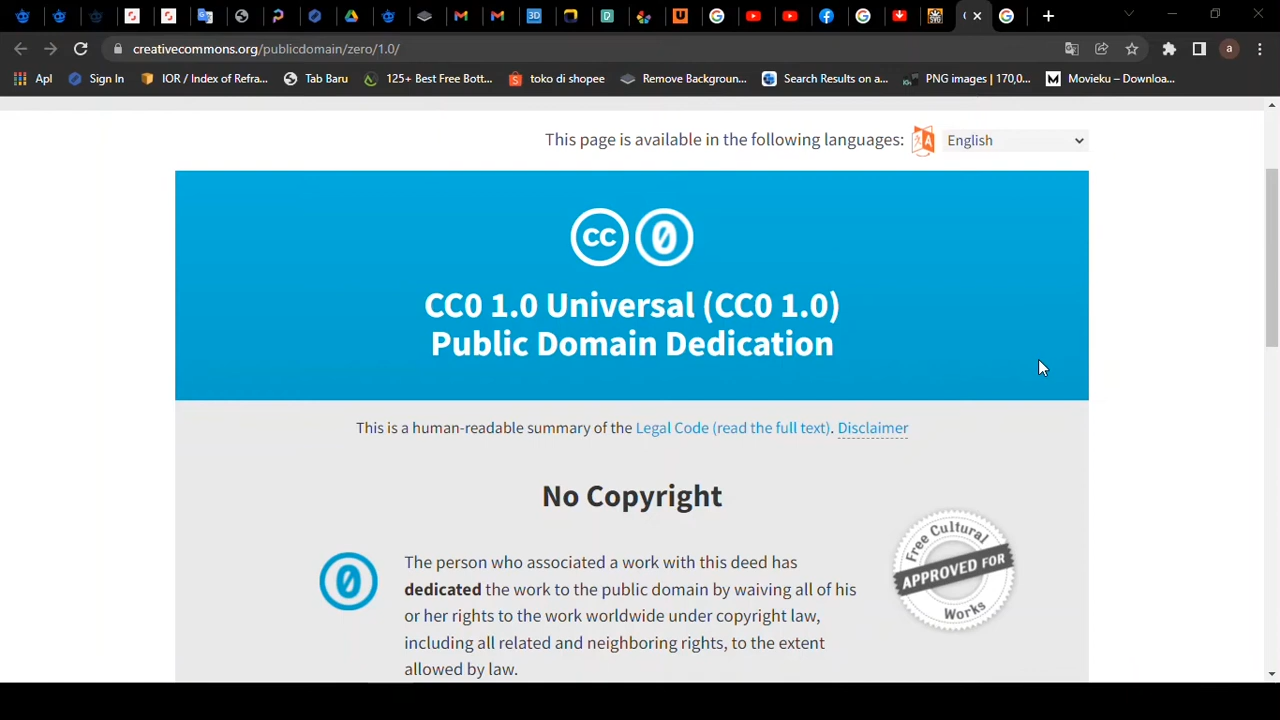 creativecommons.org/publicdomain/zero/1.0/
a
Apl
Sign In
IOR / Index of Refra...
Tab Baru
125+ Best Free Bott...
toko di shopee
Remove Backgroun...
Search Results on a...
PNG images | 170,0...
Movieku – Downloa...
This page is available in the following languages:
English
CC 0
CC0 1.0 Universal (CC0 1.0)
Public Domain Dedication
This is a human-readable summary of the Legal Code (read the full text). Disclaimer
No Copyright
Free Cultural
APPROVED FOR
Works
0
The person who associated a work with this deed has
dedicated the work to the public domain by waiving all of his
or her rights to the work worldwide under copyright law,
including all related and neighboring rights, to the extent
allowed by law.